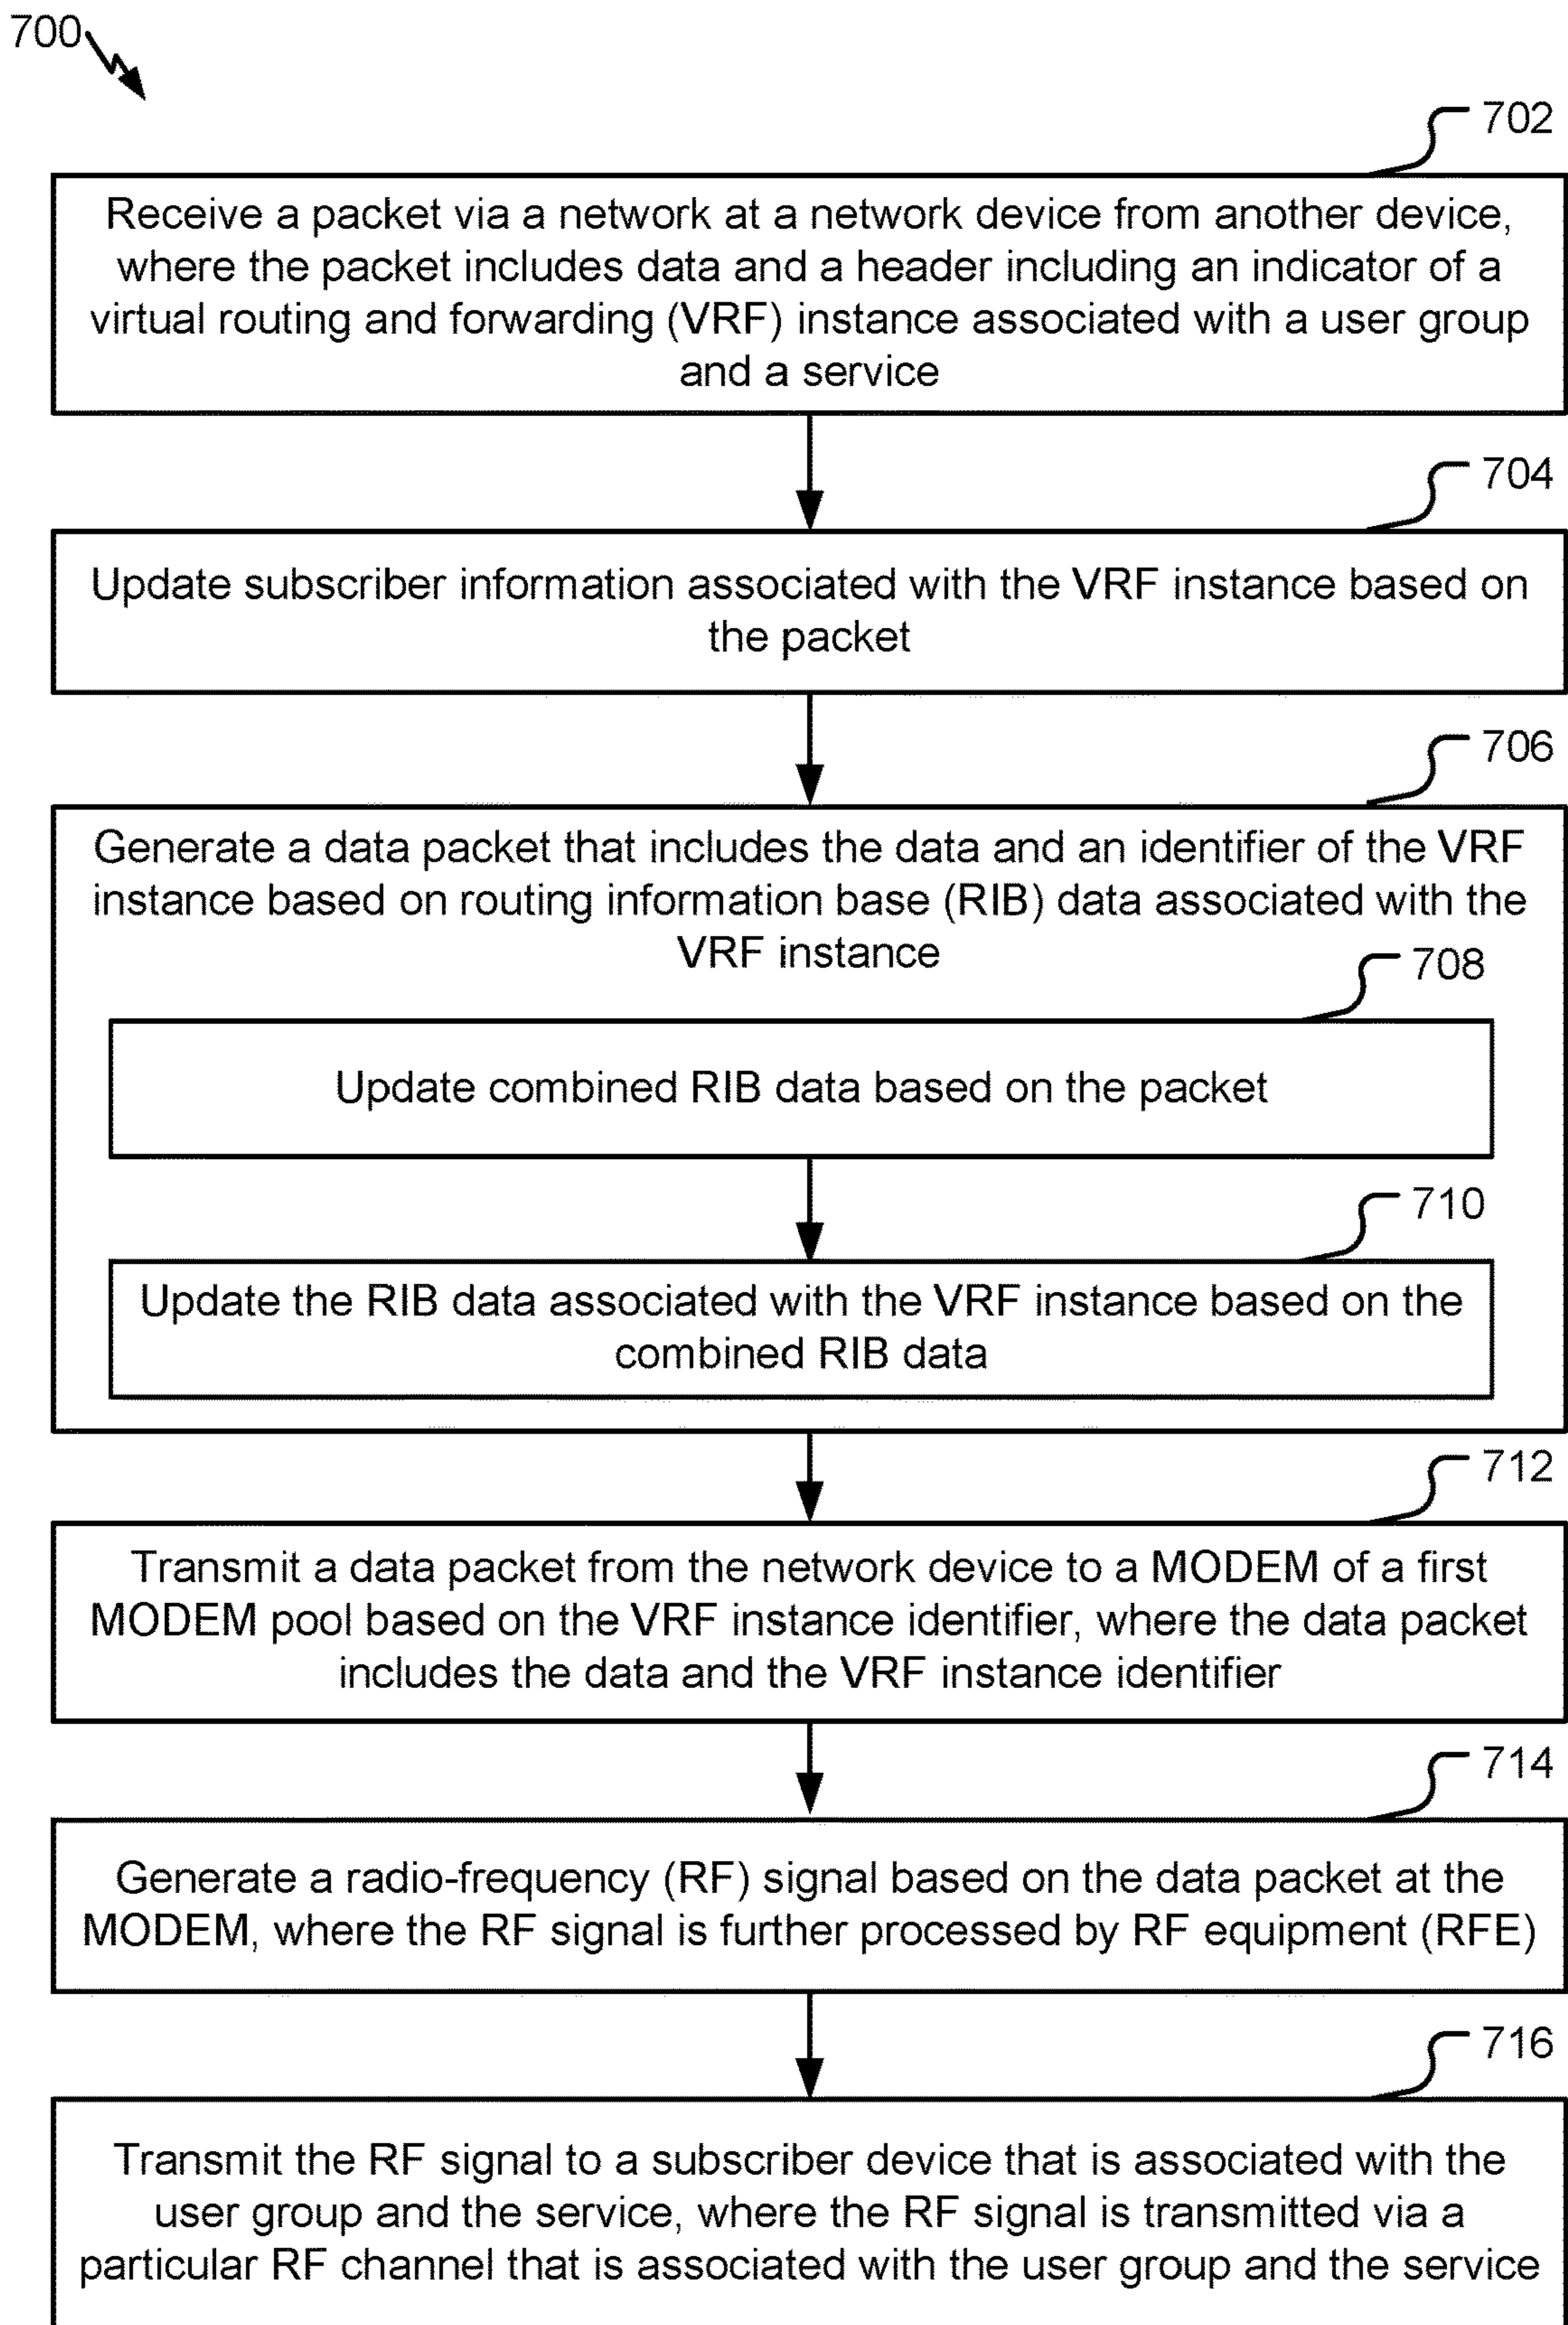 700
702
Receive a packet via a network at a network device from another device,
where the packet includes data and a header including an indicator of a
virtual routing and forwarding (VRF) instance associated with a user group
and a service
704
Update subscriber information associated with the VRF instance based on
the packet
706
Generate a data packet that includes the data and an identifier of the VRF
instance based on routing information base (RIB) data associated with the
VRF instance
708
Update combined RIB data based on the packet
710
Update the RIB data associated with the VRF instance based on the
combined RIB data
712
Transmit a data packet from the network device to a MODEM of a first
MODEM pool based on the VRF instance identifier, where the data packet
includes the data and the VRF instance identifier
714
Generate a radio-frequency (RF) signal based on the data packet at the
MODEM, where the RF signal is further processed by RF equipment (RFE)
716
Transmit the RF signal to a subscriber device that is associated with the
user group and the service, where the RF signal is transmitted via a
particular RF channel that is associated with the user group and the service